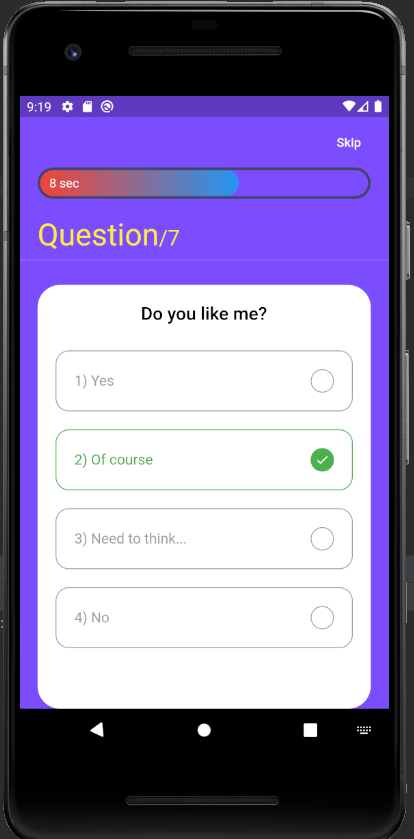 9:19
Skip
8 sec
Question/7
Do you like me?
1) Yes
2) Of course
3) Need to think...
4) No